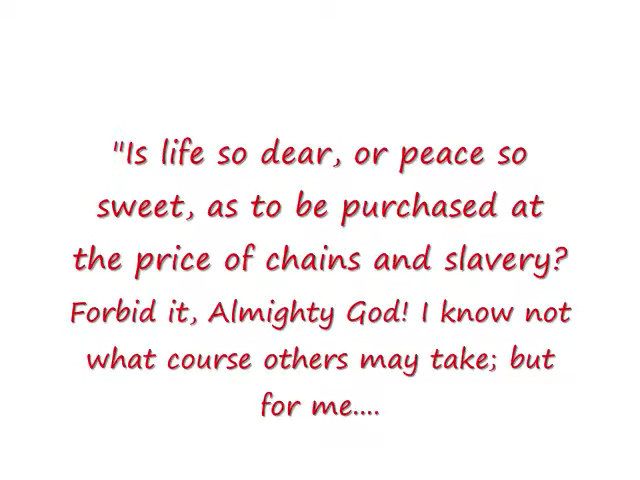 "Is life so dear, or peace so
sweet, as to be purchased at
the price of chains and slavery?
Forbid it, Almighty God! I know not
what course others may take; but
for me....